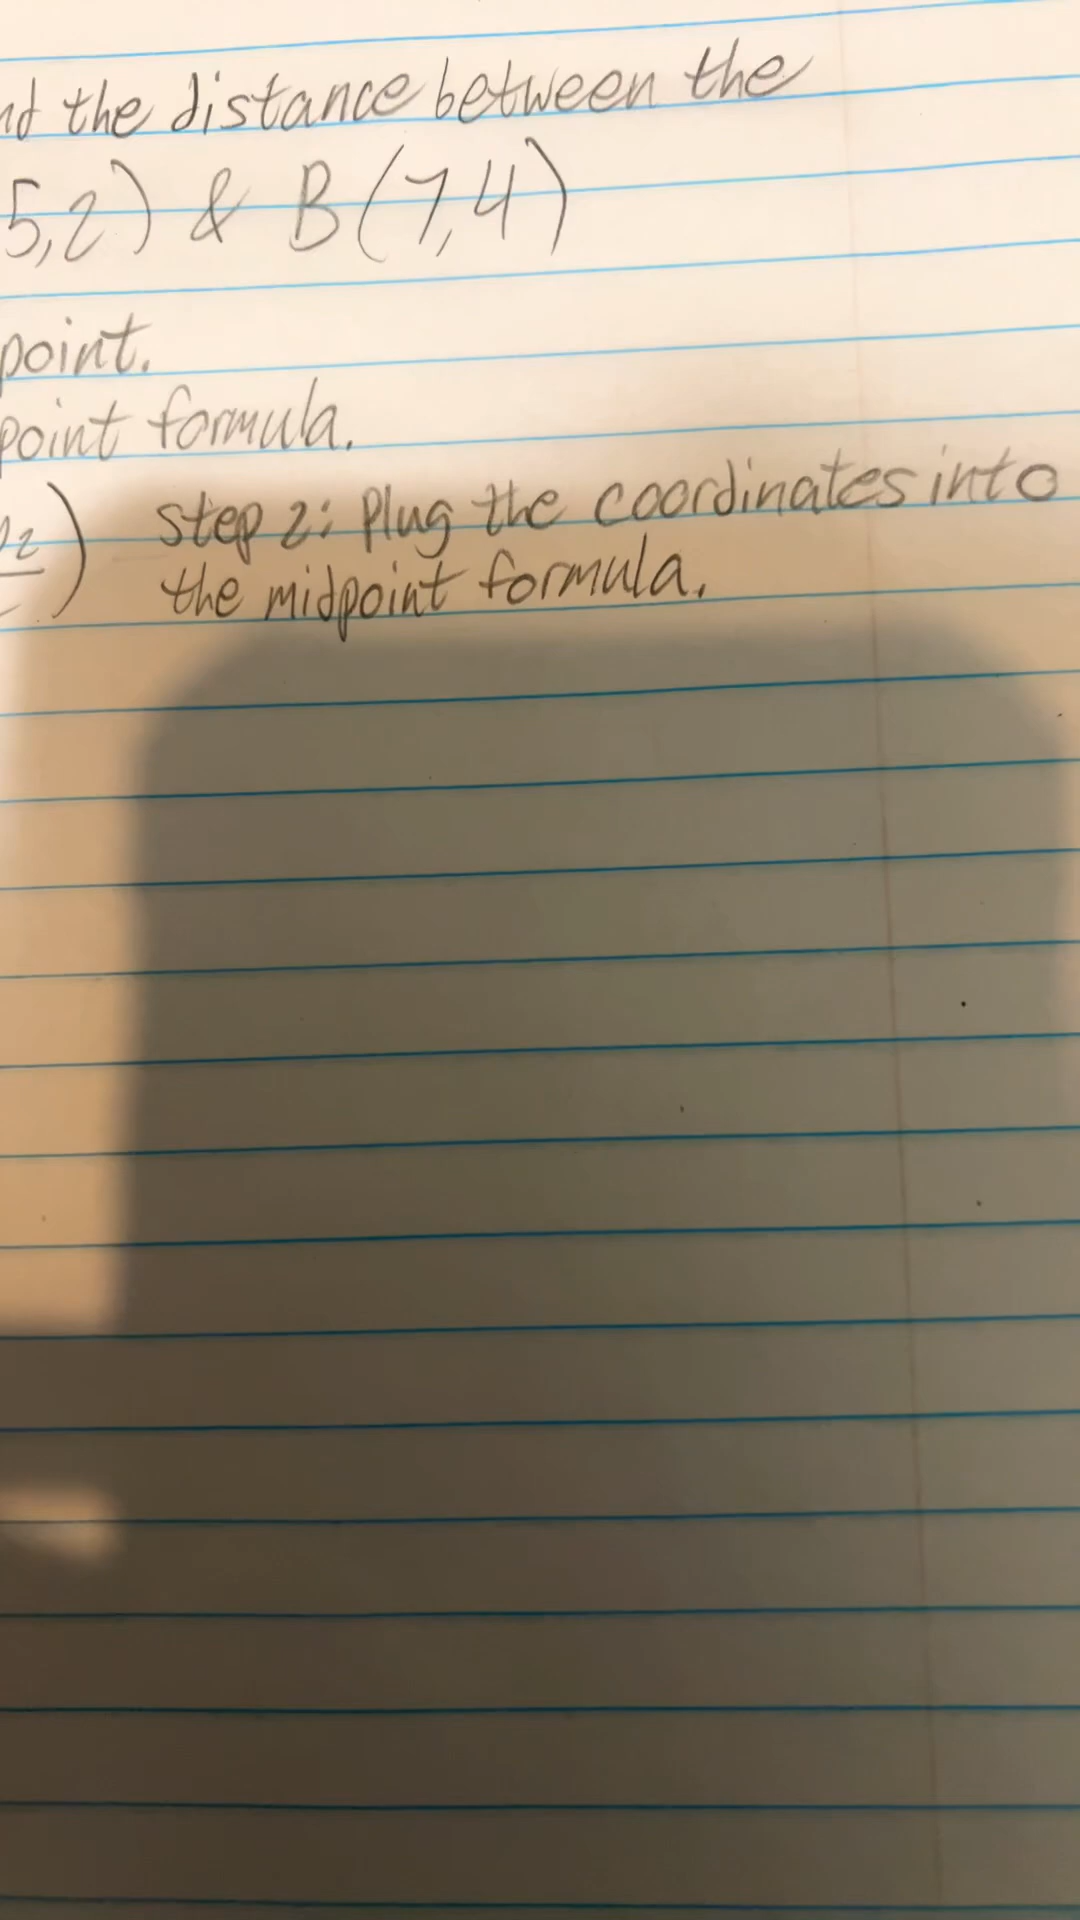 the distance between the
5,2) & B(7,4)
point.
point formula.
2) step 2: Plug the coordinates into
the midpoint formula.